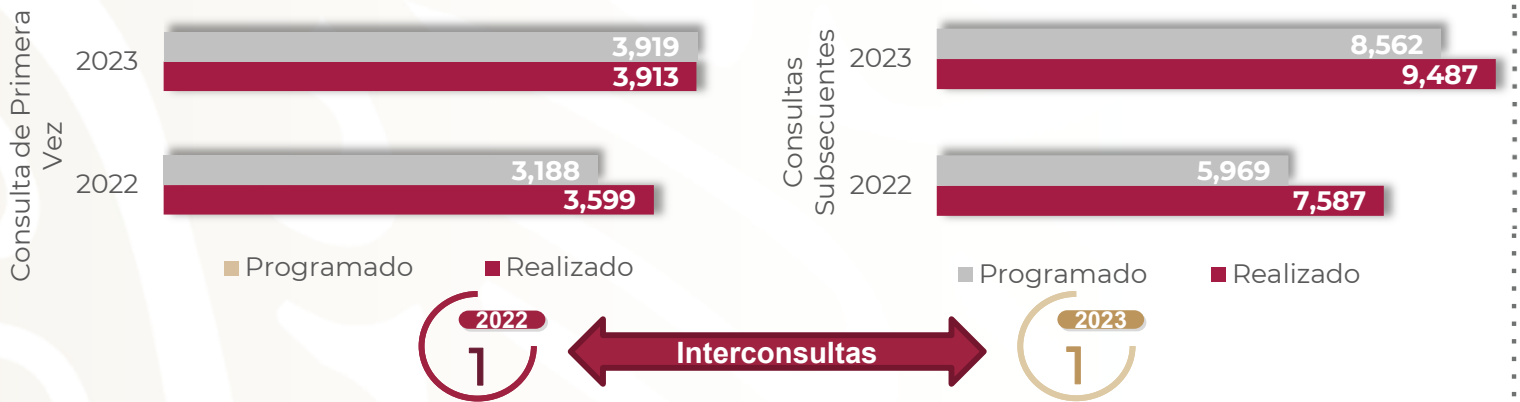 Consulta de Primera
Vez
2023
3,919
3,913
2022
3,188
3,599
Programado
Realizado
Consultas
Subsecuentes
2023
8,562
9,487
2022
5,969
7,587
Programado
Realizado
2022
1
Interconsultas
2023
1